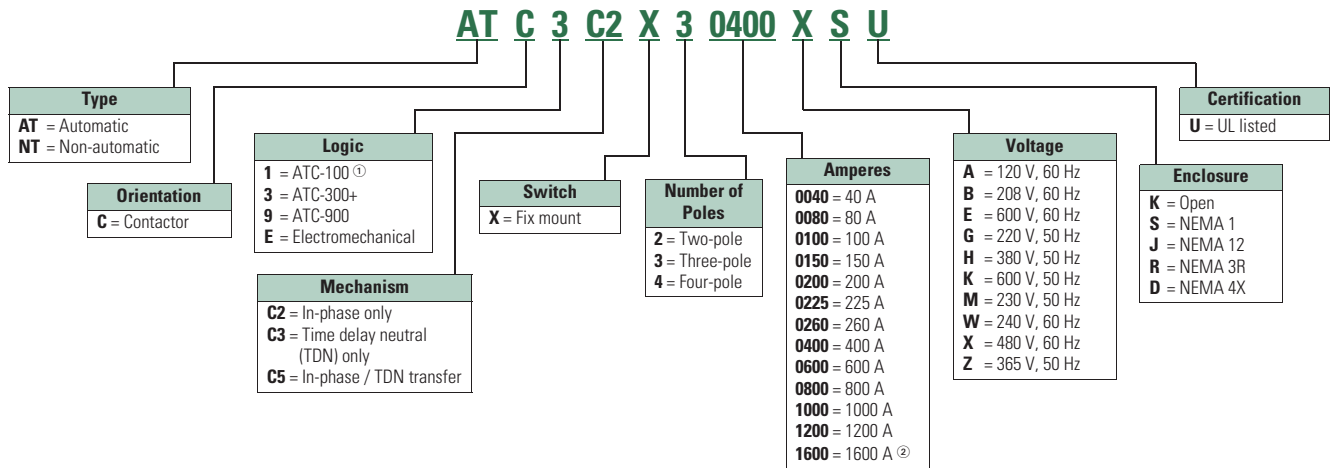 AT C 3 C2 X 3 0400 X S U
Type
AT = Automatic
NT = Non-automatic
Orientation
C = Contactor
Logic
1 = ATC-100 ①
3 = ATC-300+
9 = ATC-900
E = Electromechanical
Mechanism
C2 = In-phase only
C3 = Time delay neutral
(TDN) only
C5 = In-phase / TDN transfer
Switch
X = Fix mount
Number of
Poles
2 = Two-pole
3 = Three-pole
4 = Four-pole
Amperes
0040 = 40 A
0080 = 80 A
0100 = 100 A
0150 = 150 A
0200 = 200 A
0225 = 225 A
0260 = 260 A
0400 = 400 A
0600 = 600 A
0800 = 800 A
1000 = 1000 A
1200 = 1200 A
1600 = 1600 A ②
Voltage
A = 120 V, 60 Hz
B = 208 V, 60 Hz
E = 600 V, 60 Hz
G = 220 V, 50 Hz
H = 380 V, 50 Hz
K = 600 V, 50 Hz
M = 230 V, 50 Hz
W = 240 V, 60 Hz
X = 480 V, 60 Hz
Z = 365 V, 50 Hz
Enclosure
K = Open
S = NEMA 1
J = NEMA 12
R = NEMA 3R
D = NEMA 4X
Certification
U = UL listed